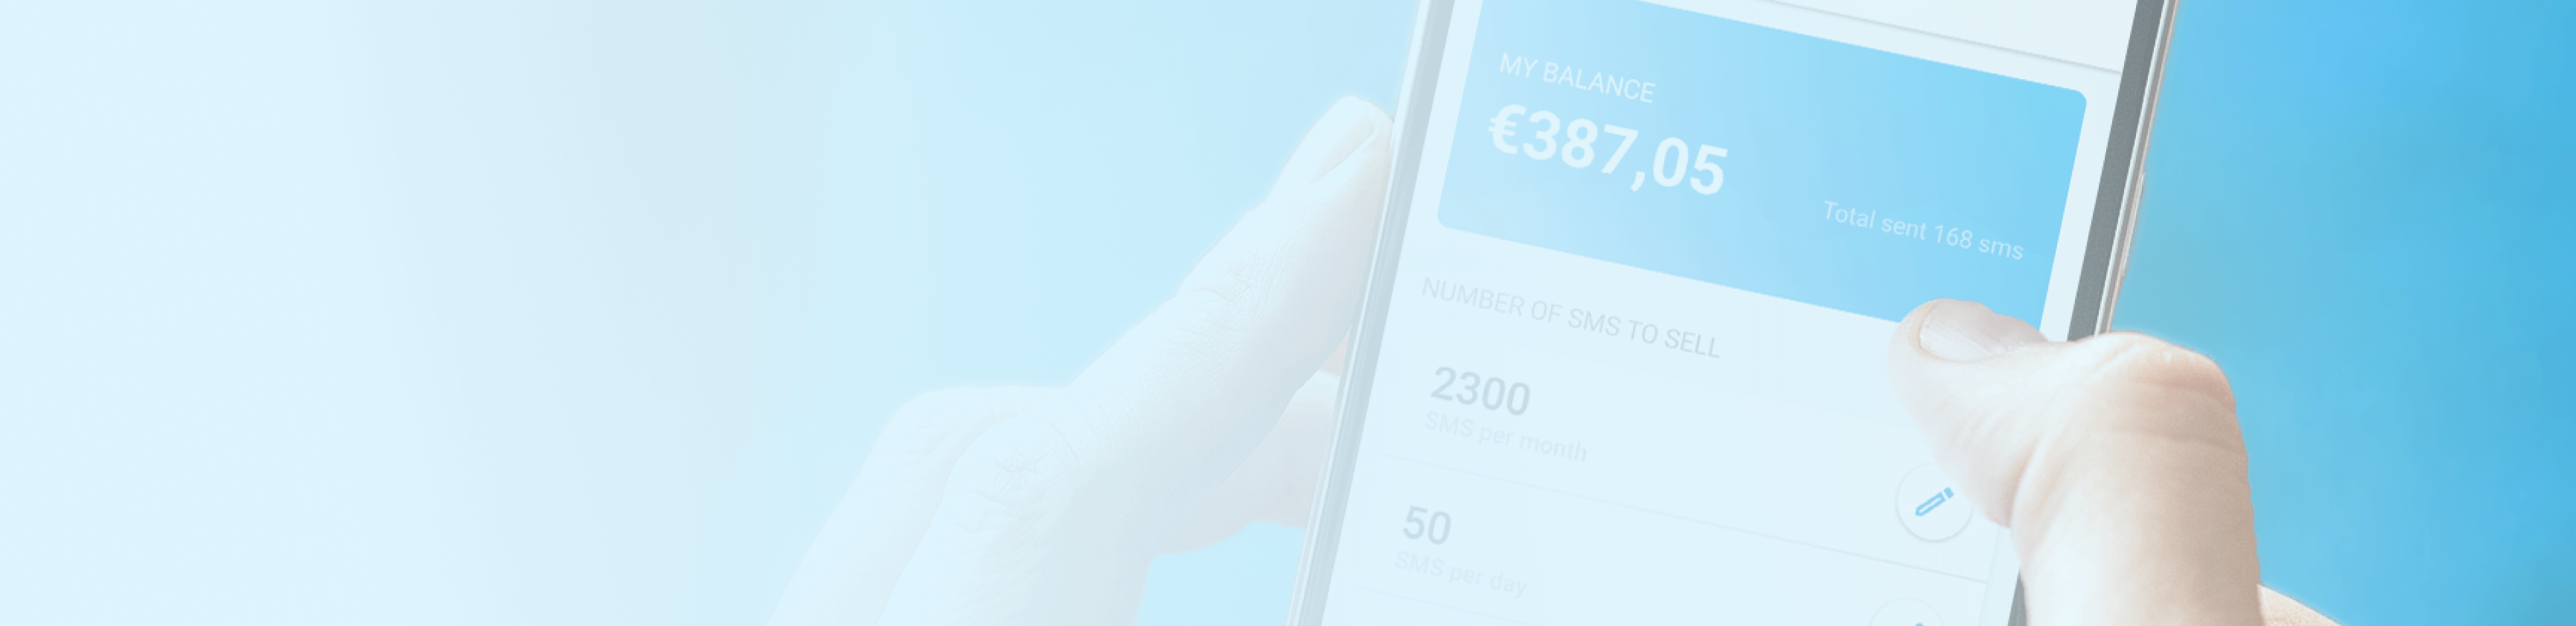 MY BALANCE
€387,05
Total sent 168 sms
NUMBER OF SMS TO SELL
2300
SMS per month
50
SMS per day